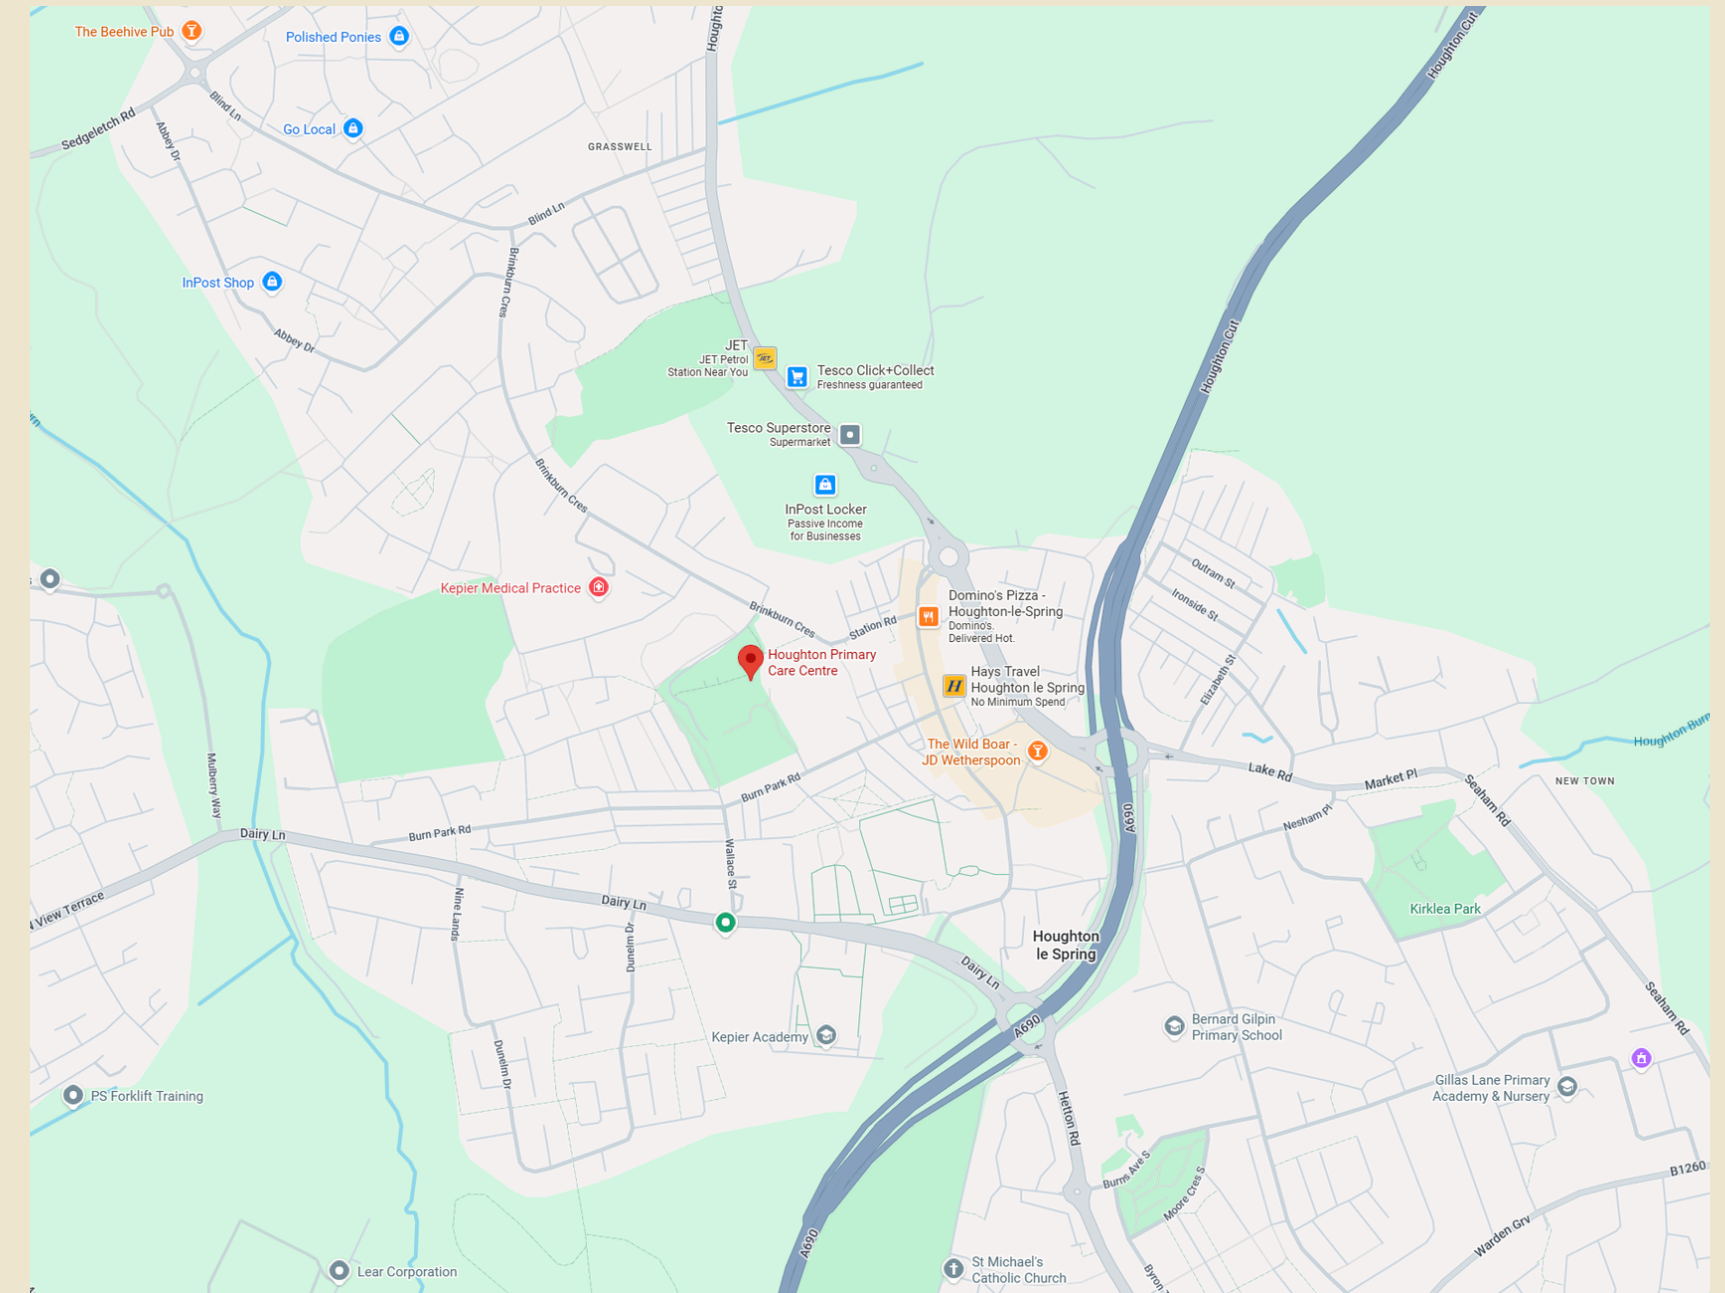 The Beehive Pub
Polished Ponies
Houghton Cut
Sedgeletch Rd
Blind Ln
Abbey Dr
Go Local
GRASSWELL
Blind Ln
Brinkburn Cres
InPost Shop
Abbey Dr
Houghton Cut
JET
JET Petrol
Station Near You
Tesco Click+Collect
Freshness guaranteed
Tesco Superstore
Supermarket
Brinkburn Cres
InPost Locker
Passive Income
for Businesses
Kepier Medical Practice
Outram St
Ironside St
Domino's Pizza -
Houghton-le-Spring
Domino's.
Delivered Hot.
Brinkburn Cres
Station Rd
Houghton Primary
Care Centre
Hays Travel
Houghton le Spring
No Minimum Spend
Elizabeth St
The Wild Boar -
JD Wetherspoon
Houghton Burn
Mulberry Way
Burn Park Rd
Lake Rd
Market Pl
Seaham Rd
NEW TOWN
A690
Nesham Pl
Dairy Ln
Burn Park Rd
Wallace St
View Terrace
Nine Lands
Dairy Ln
Dunelm Dr
Kirklea Park
Houghton
le Spring
Dairy Ln
A690
Seaham Rd
Kepier Academy
Bernard Gilpin
Primary School
Dunelm Dr
PS Forklift Training
Gillas Lane Primary
Academy & Nursery
Hetton Rd
Burns Ave S
Moore Cres S
B1260
Warden Grv
A690
Lear Corporation
St Michael's
Catholic Church
Byron